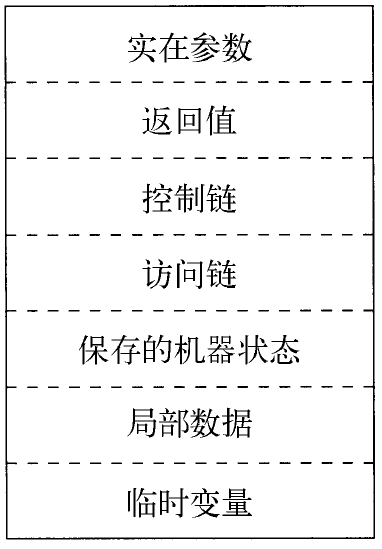 实在参数
返回值
控制链
访问链
保存的机器状态
局部数据
临时变量